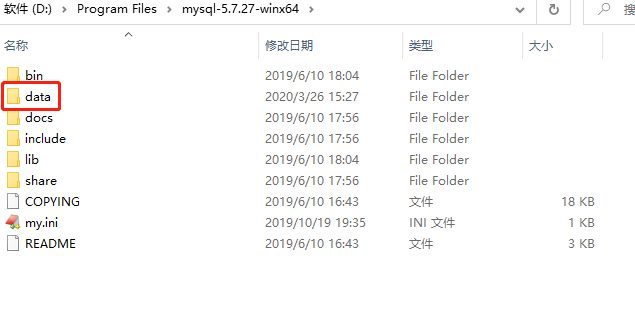 软件 (D:) › Program Files › mysql-5.7.27-winx64 ›
名称 修改日期 类型 大小
bin 2019/6/10 18:04 File Folder
data 2020/3/26 15:27 File Folder
docs 2019/6/10 17:56 File Folder
include 2019/6/10 17:56 File Folder
lib 2019/6/10 18:04 File Folder
share 2019/6/10 17:56 File Folder
COPYING 2019/6/10 16:43 文件 18 KB
my.ini 2019/10/19 19:35 INI 文件 1 KB
README 2019/6/10 16:43 文件 3 KB